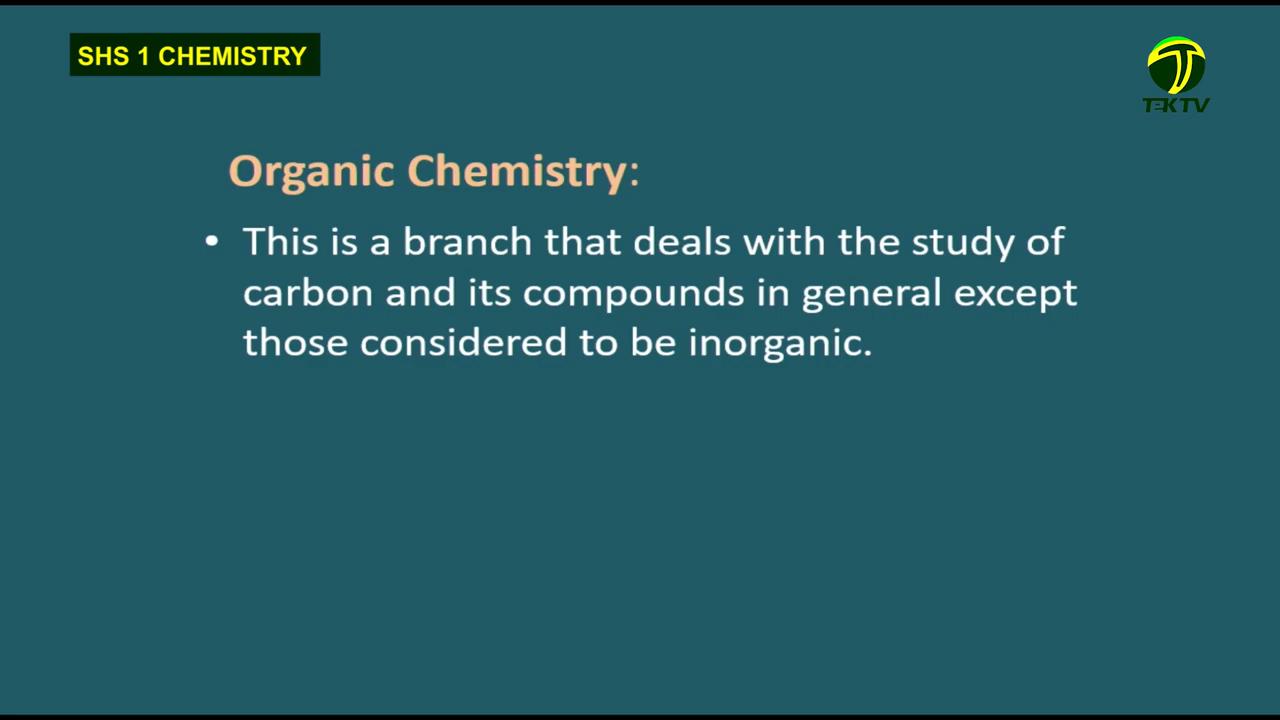 SHS 1 CHEMISTRY
TEKTV
Organic Chemistry:
• This is a branch that deals with the study of
carbon and its compounds in general except
those considered to be inorganic.